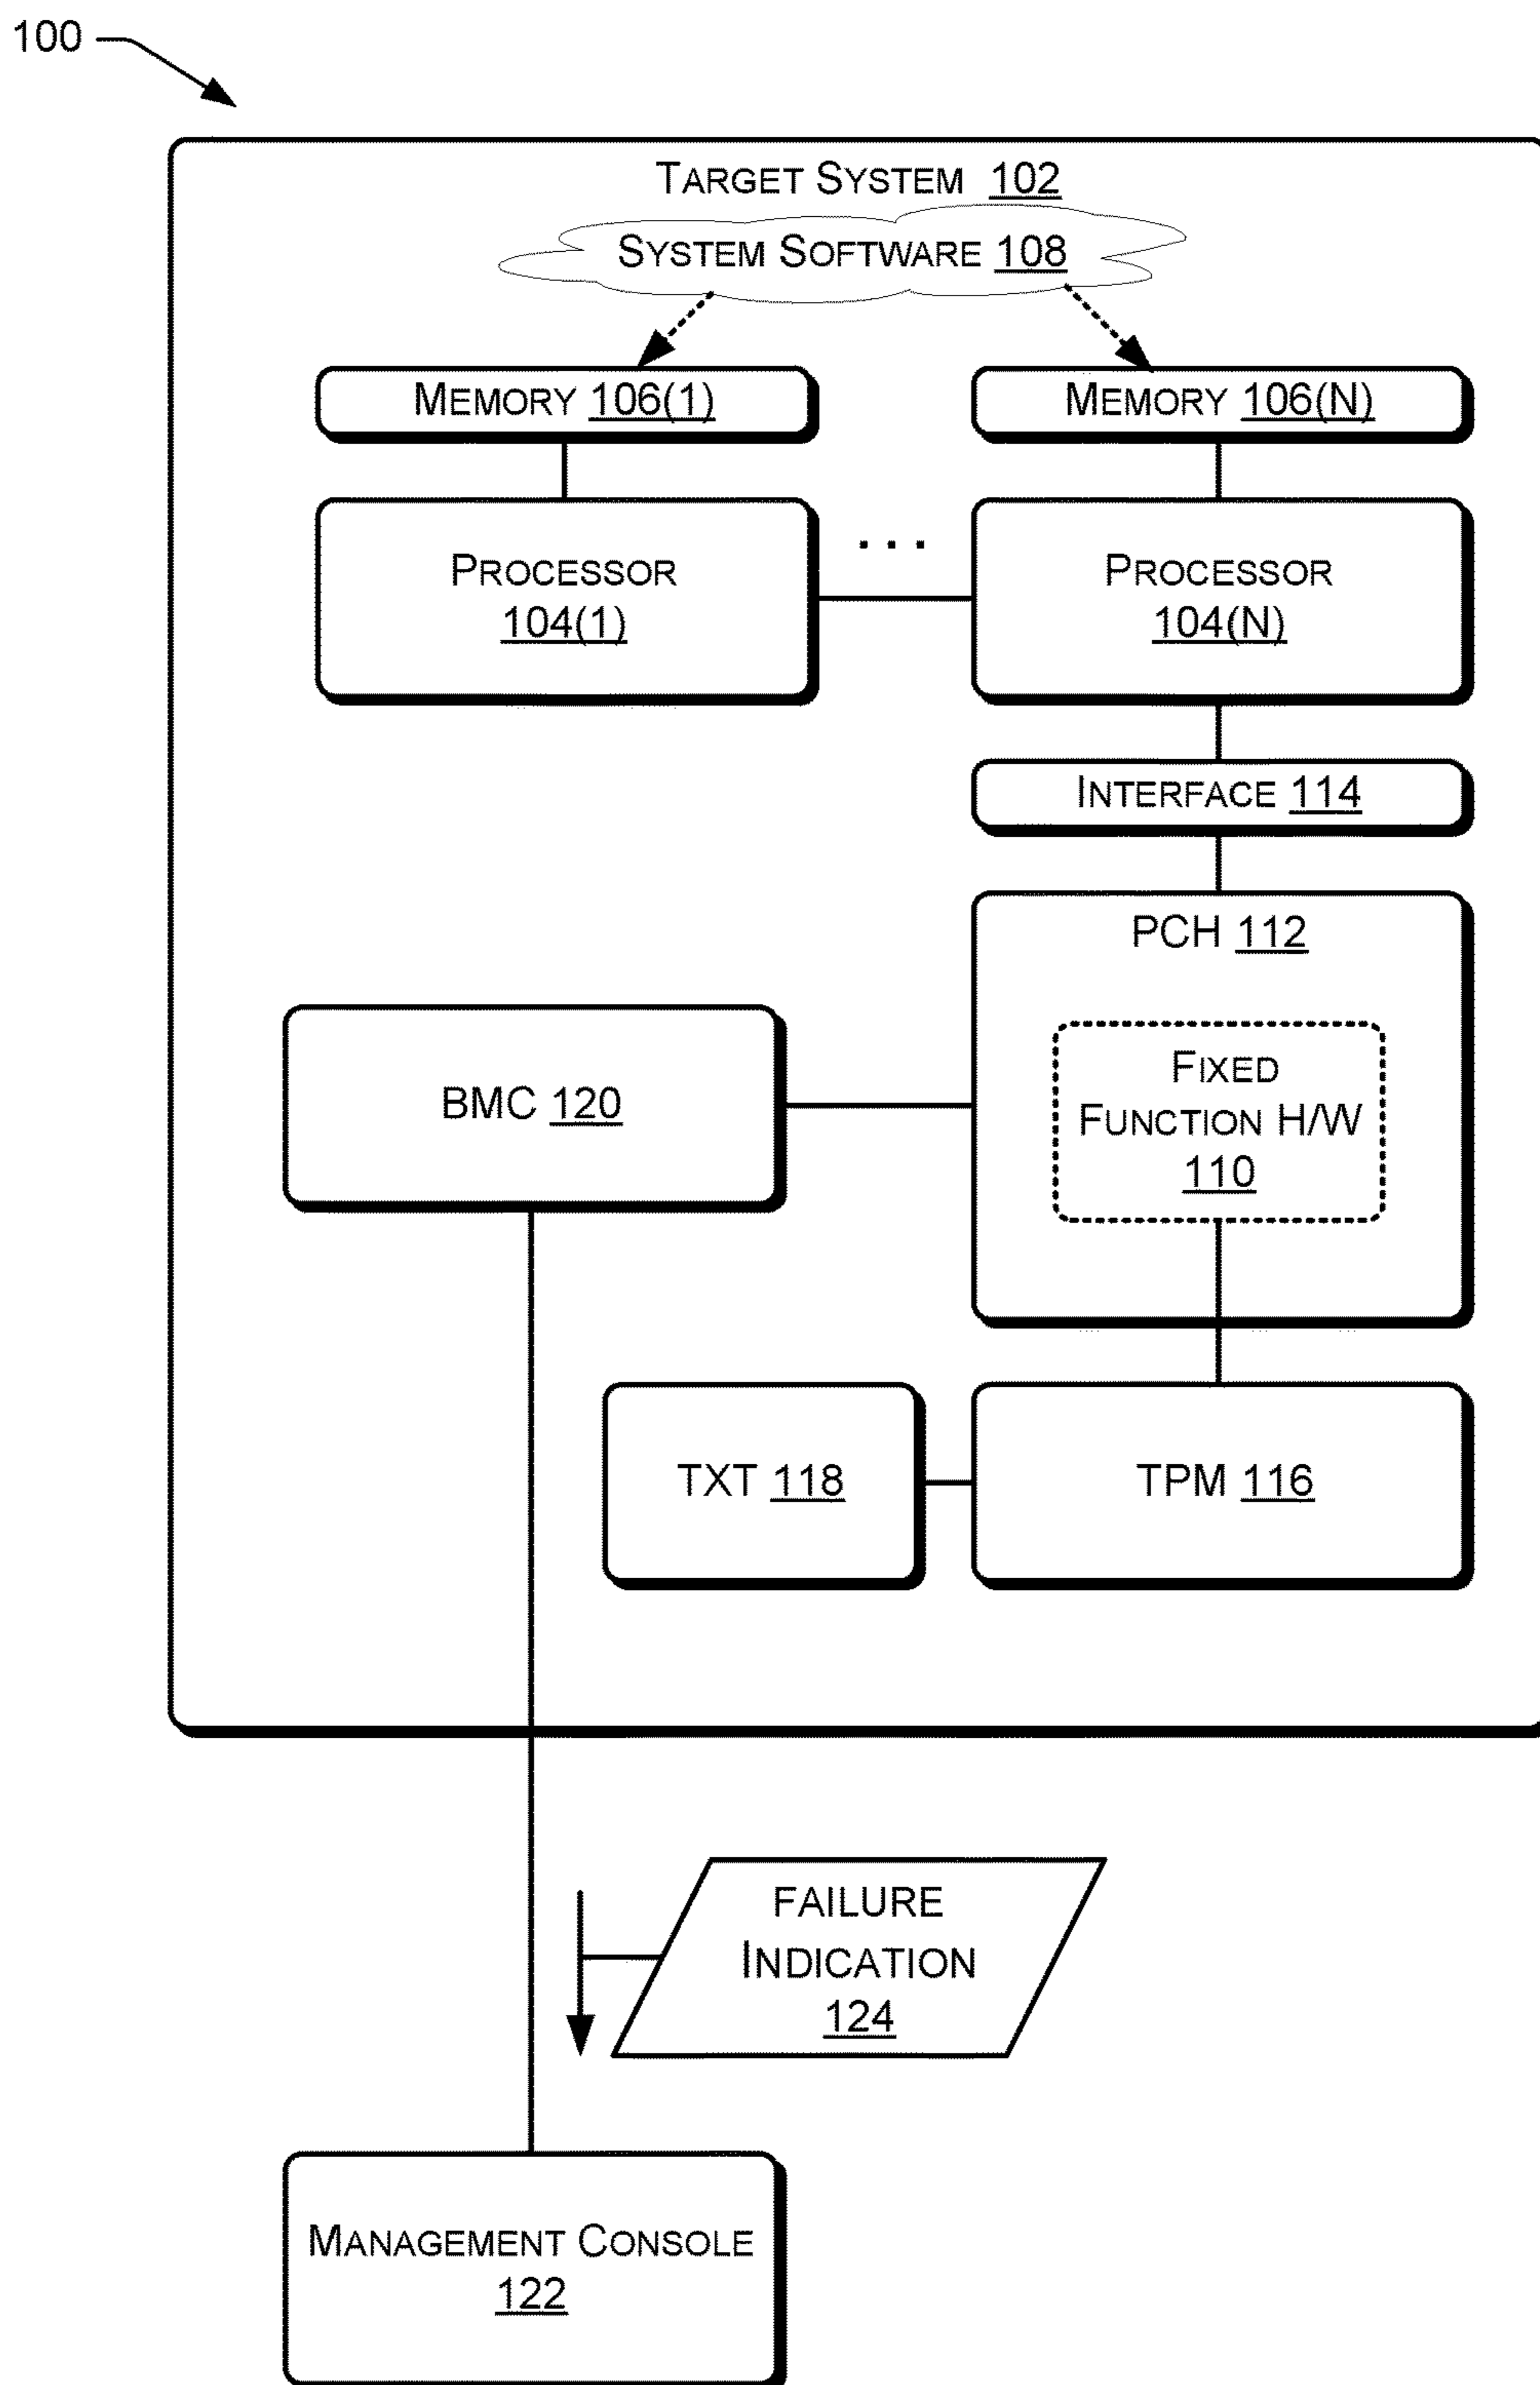 100
TARGET SYSTEM 102
SYSTEM SOFTWARE 108
MEMORY 106(1)
MEMORY 106(N)
PROCESSOR
104(1)
. . .
PROCESSOR
104(N)
INTERFACE 114
PCH 112
FIXED
FUNCTION H/W
110
BMC 120
TXT 118
TPM 116
FAILURE
INDICATION
124
MANAGEMENT CONSOLE
122